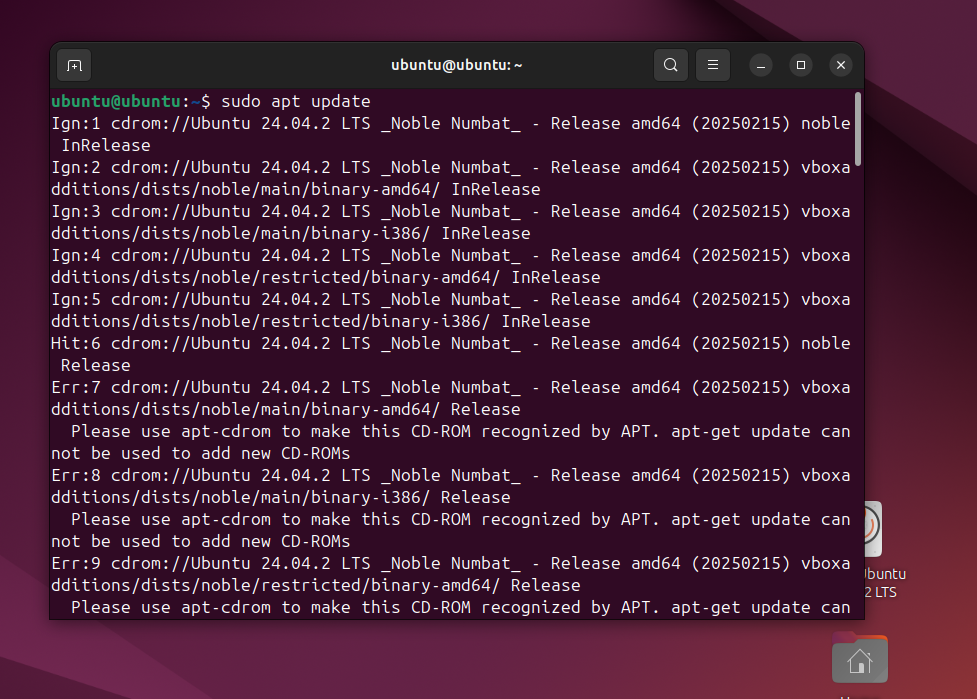 ubuntu@ubuntu: ~
ubuntu@ubuntu:~$ sudo apt update
Ign:1 cdrom://Ubuntu 24.04.2 LTS _Noble Numbat_ - Release amd64 (20250215) noble
 InRelease
Ign:2 cdrom://Ubuntu 24.04.2 LTS _Noble Numbat_ - Release amd64 (20250215) vboxa
dditions/dists/noble/main/binary-amd64/ InRelease
Ign:3 cdrom://Ubuntu 24.04.2 LTS _Noble Numbat_ - Release amd64 (20250215) vboxa
dditions/dists/noble/main/binary-i386/ InRelease
Ign:4 cdrom://Ubuntu 24.04.2 LTS _Noble Numbat_ - Release amd64 (20250215) vboxa
dditions/dists/noble/restricted/binary-amd64/ InRelease
Ign:5 cdrom://Ubuntu 24.04.2 LTS _Noble Numbat_ - Release amd64 (20250215) vboxa
dditions/dists/noble/restricted/binary-i386/ InRelease
Hit:6 cdrom://Ubuntu 24.04.2 LTS _Noble Numbat_ - Release amd64 (20250215) noble
 Release
Err:7 cdrom://Ubuntu 24.04.2 LTS _Noble Numbat_ - Release amd64 (20250215) vboxa
dditions/dists/noble/main/binary-amd64/ Release
  Please use apt-cdrom to make this CD-ROM recognized by APT. apt-get update can
not be used to add new CD-ROMs
Err:8 cdrom://Ubuntu 24.04.2 LTS _Noble Numbat_ - Release amd64 (20250215) vboxa
dditions/dists/noble/main/binary-i386/ Release
  Please use apt-cdrom to make this CD-ROM recognized by APT. apt-get update can
not be used to add new CD-ROMs
Err:9 cdrom://Ubuntu 24.04.2 LTS _Noble Numbat_ - Release amd64 (20250215) vboxa
dditions/dists/noble/restricted/binary-amd64/ Release
  Please use apt-cdrom to make this CD-ROM recognized by APT. apt-get update can
Ubuntu
2 LTS